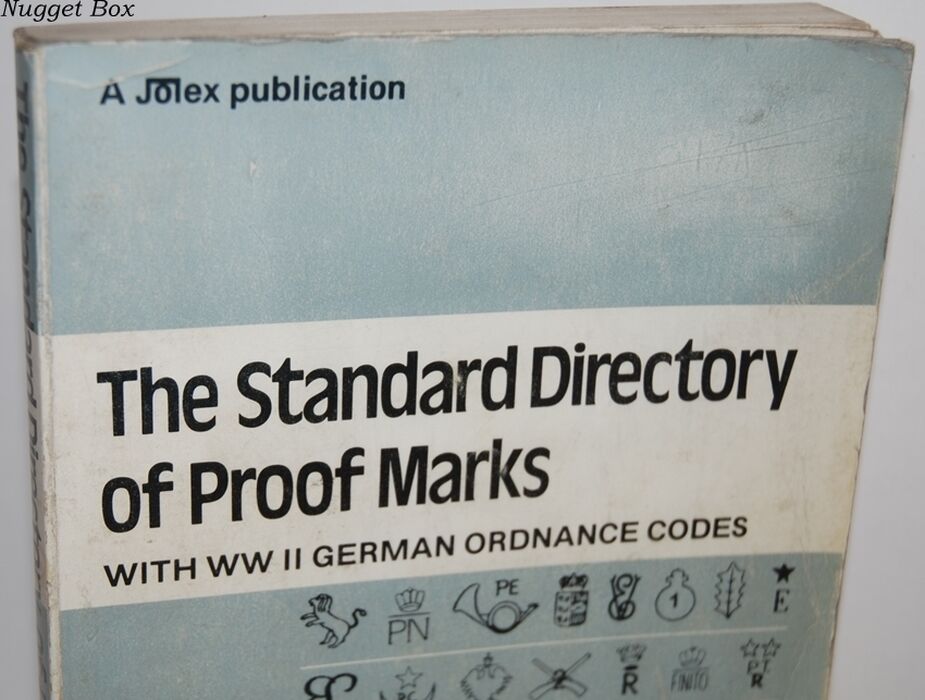 Nugget Box
A Jolex publication
The Standard Directory
of Proof Marks
WITH WW II GERMAN ORDNANCE CODES
PE
PN
1
E
2
R
FINITO
PT
R